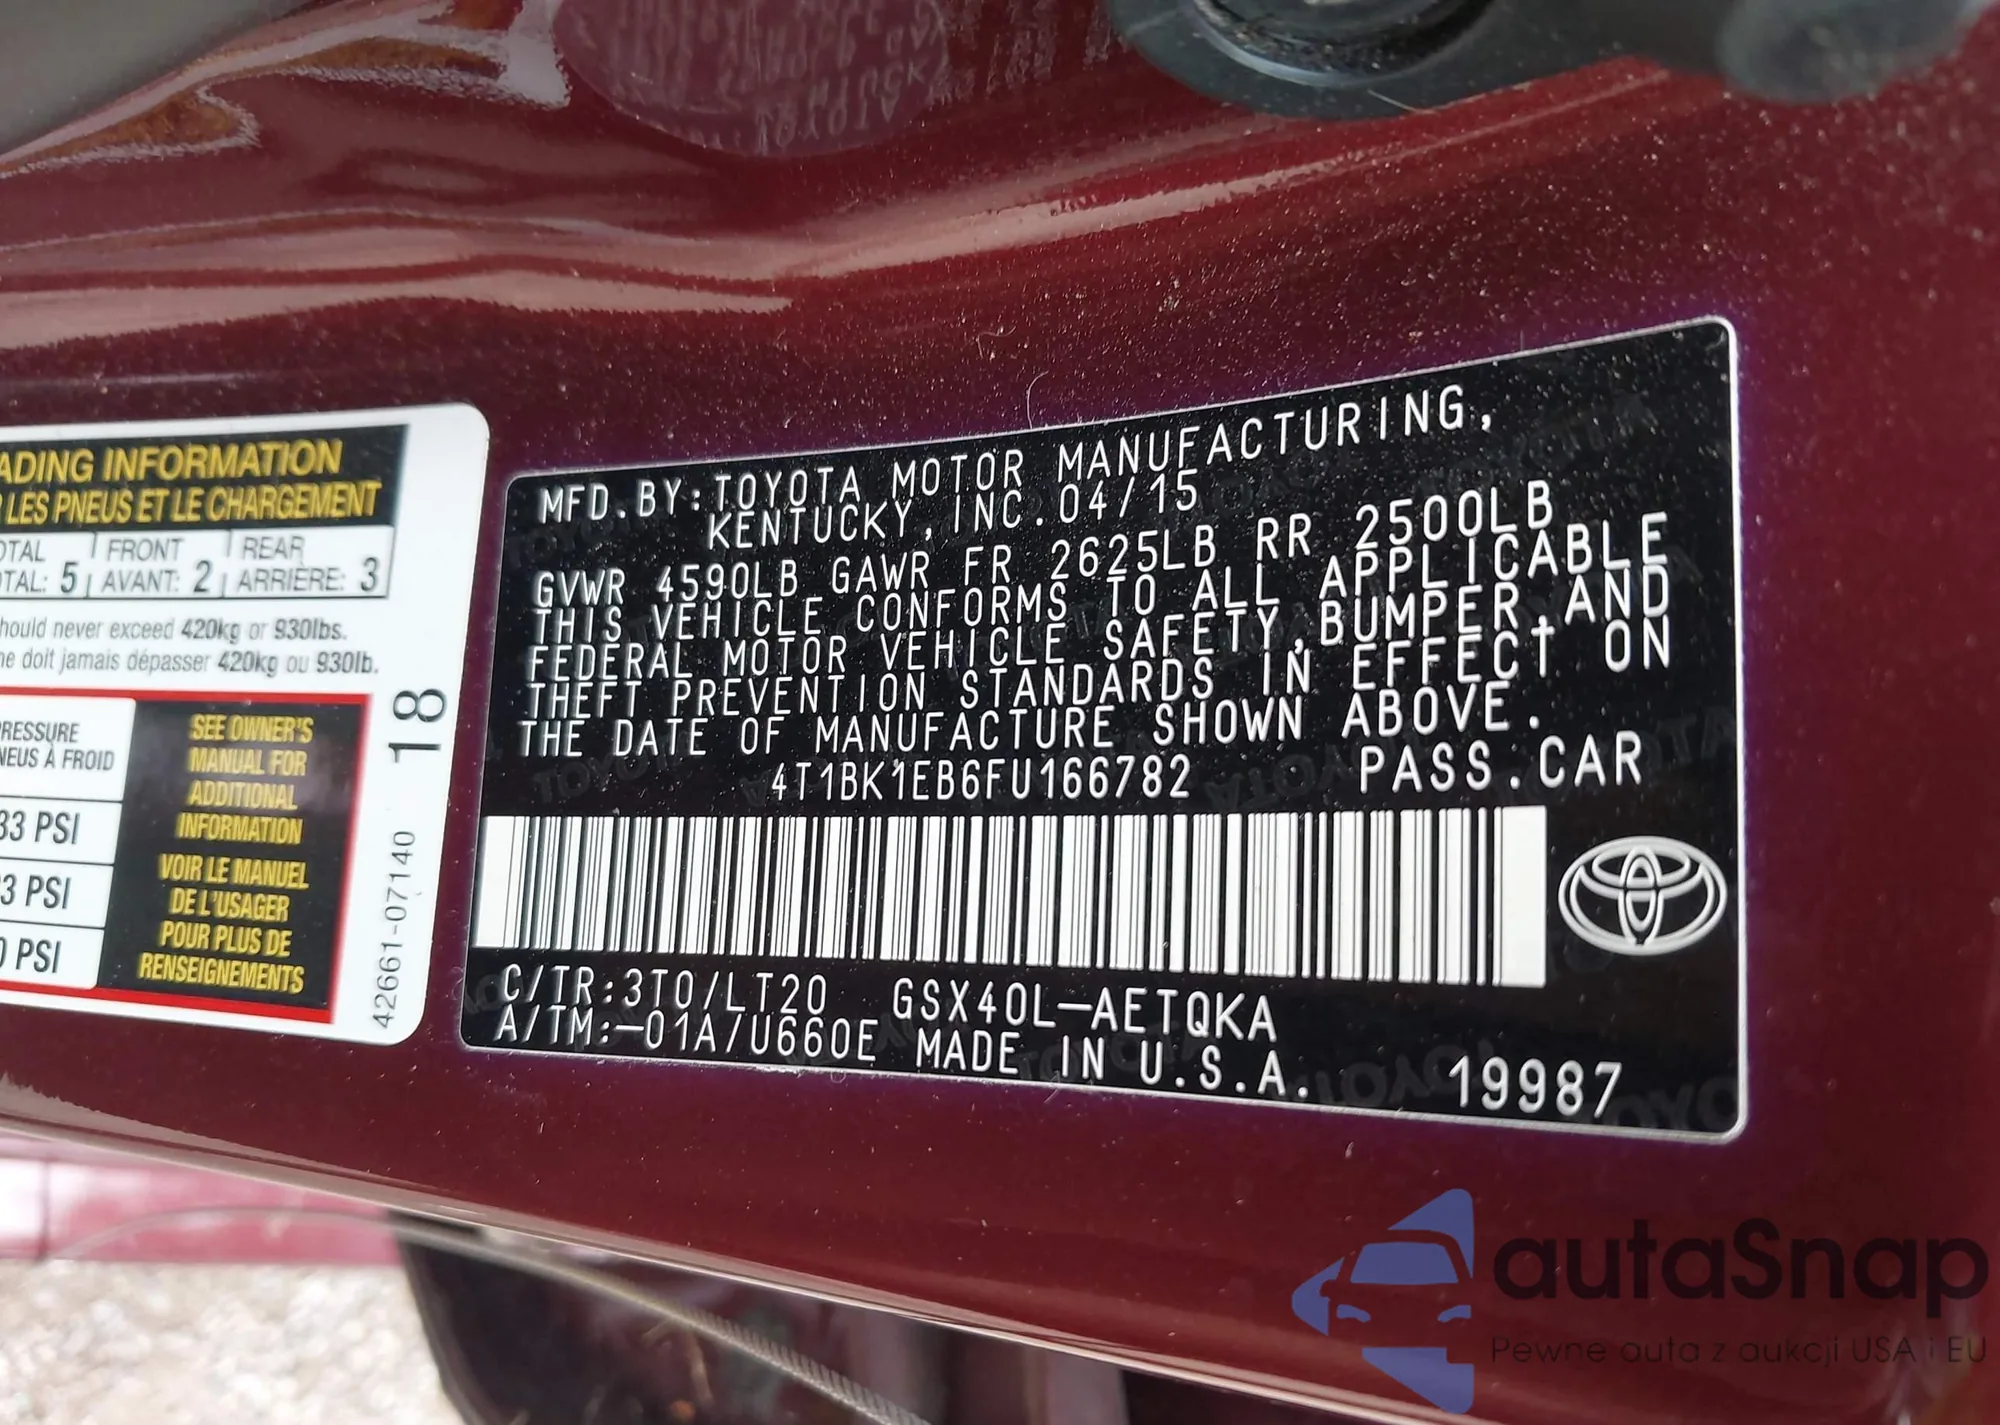 ADING INFORMATION
LES PNEUS ET LE CHARGEMENT
OTAL FRONT REAR
TAL: 5 AVANT: 2 ARRIÈRE: 3
hould never exceed 420kg or 930lbs.
ne doit jamais dépasser 420kg ou 930lb.
PRESSURE
NEUS À FROID
33 PSI
3 PSI
0 PSI
SEE OWNER'S
MANUAL FOR
ADDITIONAL
INFORMATION
VOIR LE MANUEL
DE L'USAGER
POUR PLUS DE
RENSEIGNEMENTS
18
42661-07140
MFD.BY:TOYOTA MOTOR MANUFACTURING,
KENTUCKY,INC.04/15
GVWR 4590LB GAWR FR 2625LB RR 2500LB
THIS VEHICLE CONFORMS TO ALL APPLICABLE
FEDERAL MOTOR VEHICLE SAFETY,BUMPER,AND
THEFT PREVENTION STANDARDS IN EFFECT ON
THE DATE OF MANUFACTURE SHOWN ABOVE.
4T1BK1EB6FU166782 PASS.CAR
C/TR:3T0/LT20 GSX40L-AETQKA
A/TM:-01A/U660E MADE IN U.S.A. 19987
autaSnap
Pewne auta z aukcji USA i EU